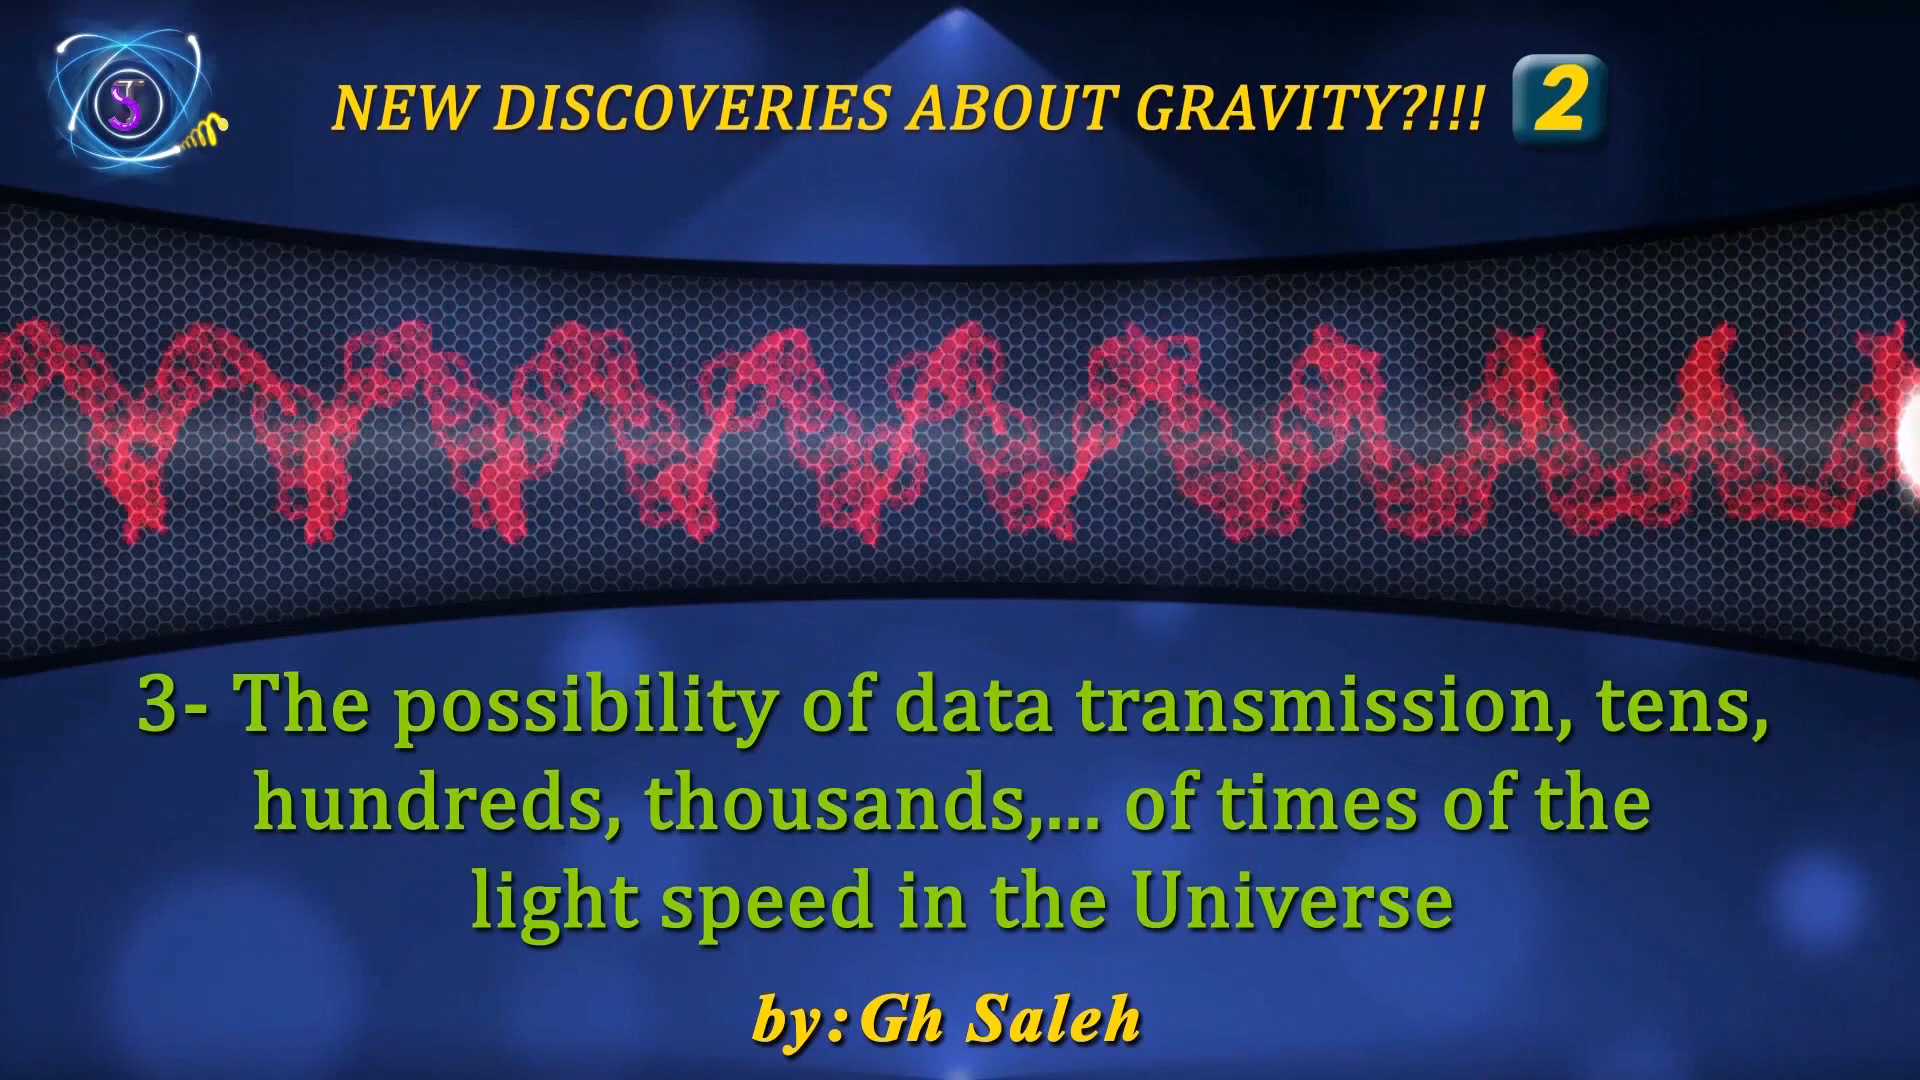 NEW DISCOVERIES ABOUT GRAVITY?!!! 2
3- The possibility of data transmission, tens,
hundreds, thousands,... of times of the
light speed in the Universe
by:Gh Saleh